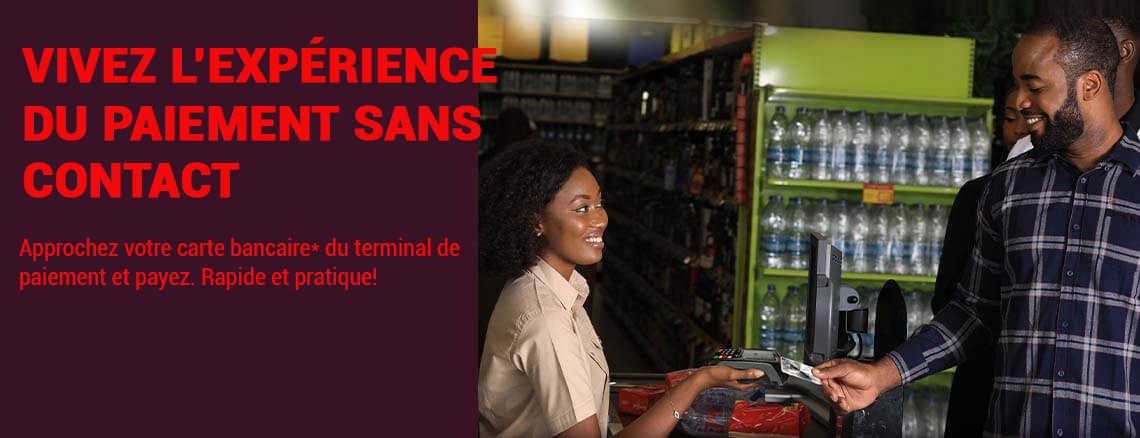 VIVEZ L'EXPÉRIENCE
DU PAIEMENT SANS
CONTACT
Approchez votre carte bancaire* du terminal de
paiement et payez. Rapide et pratique!